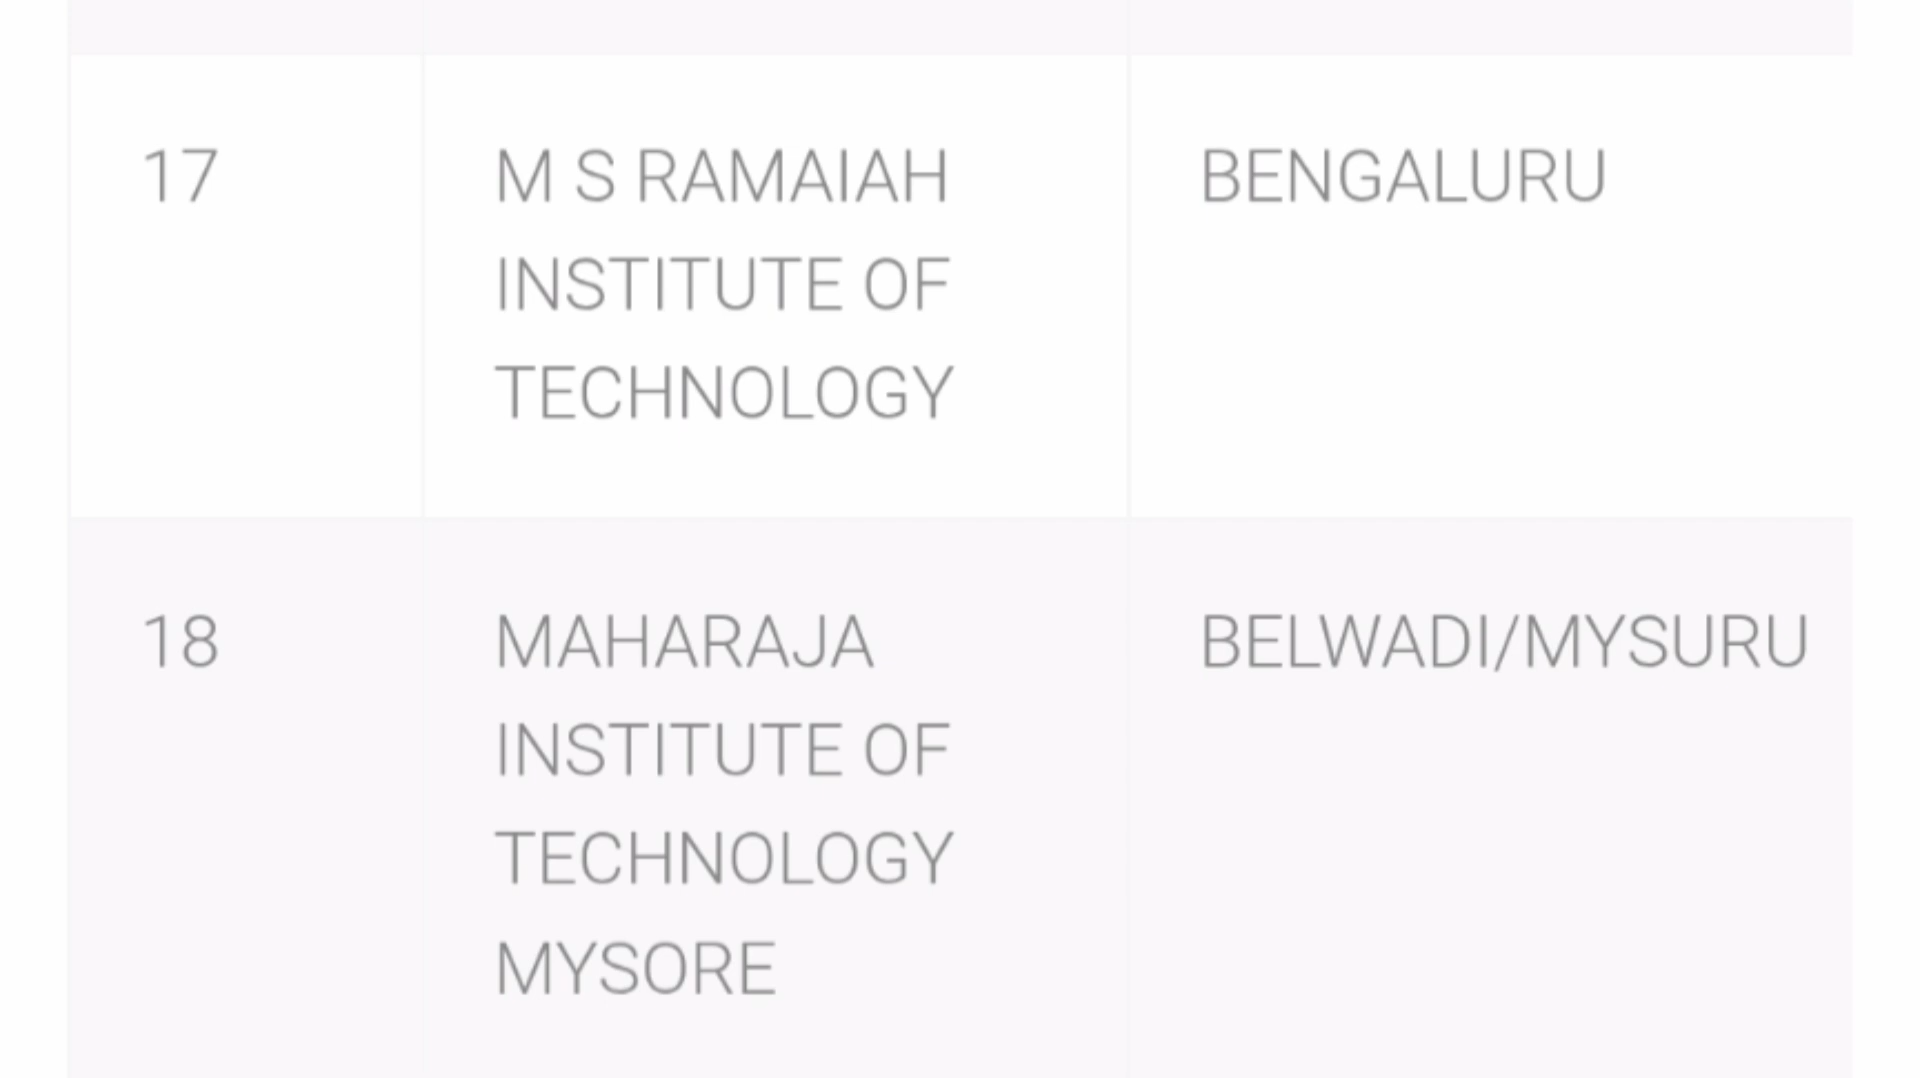 17
M S RAMAIAH
INSTITUTE OF
TECHNOLOGY
BENGALURU
18
MAHARAJA
INSTITUTE OF
TECHNOLOGY
MYSORE
BELWADI/MYSURU